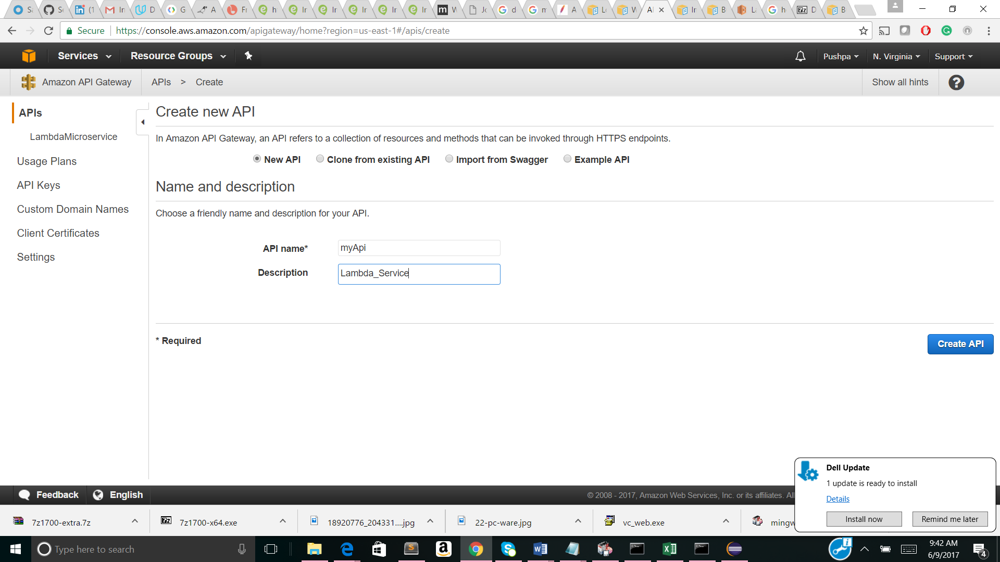 Secure https://console.aws.amazon.com/apigateway/home?region=us-east-1#/apis/create
Services Resource Groups Pushpa N. Virginia Support
Amazon API Gateway APIs > Create Show all hints
APIs
LambdaMicroservice
Usage Plans
API Keys
Custom Domain Names
Client Certificates
Settings
Create new API
In Amazon API Gateway, an API refers to a collection of resources and methods that can be invoked through HTTPS endpoints.
New API Clone from existing API Import from Swagger Example API
Name and description
Choose a friendly name and description for your API.
API name* myApi
Description Lambda_Service
* Required
Create API
Dell Update
1 update is ready to install
Details
Install now Remind me later
Feedback English © 2008 - 2017, Amazon Web Services, Inc. or its affiliates. All
7z1700-extra.7z 7z1700-x64.exe 18920776_204331....jpg 22-pc-ware.jpg vc_web.exe mingw
Type here to search
9:42 AM
6/9/2017
4